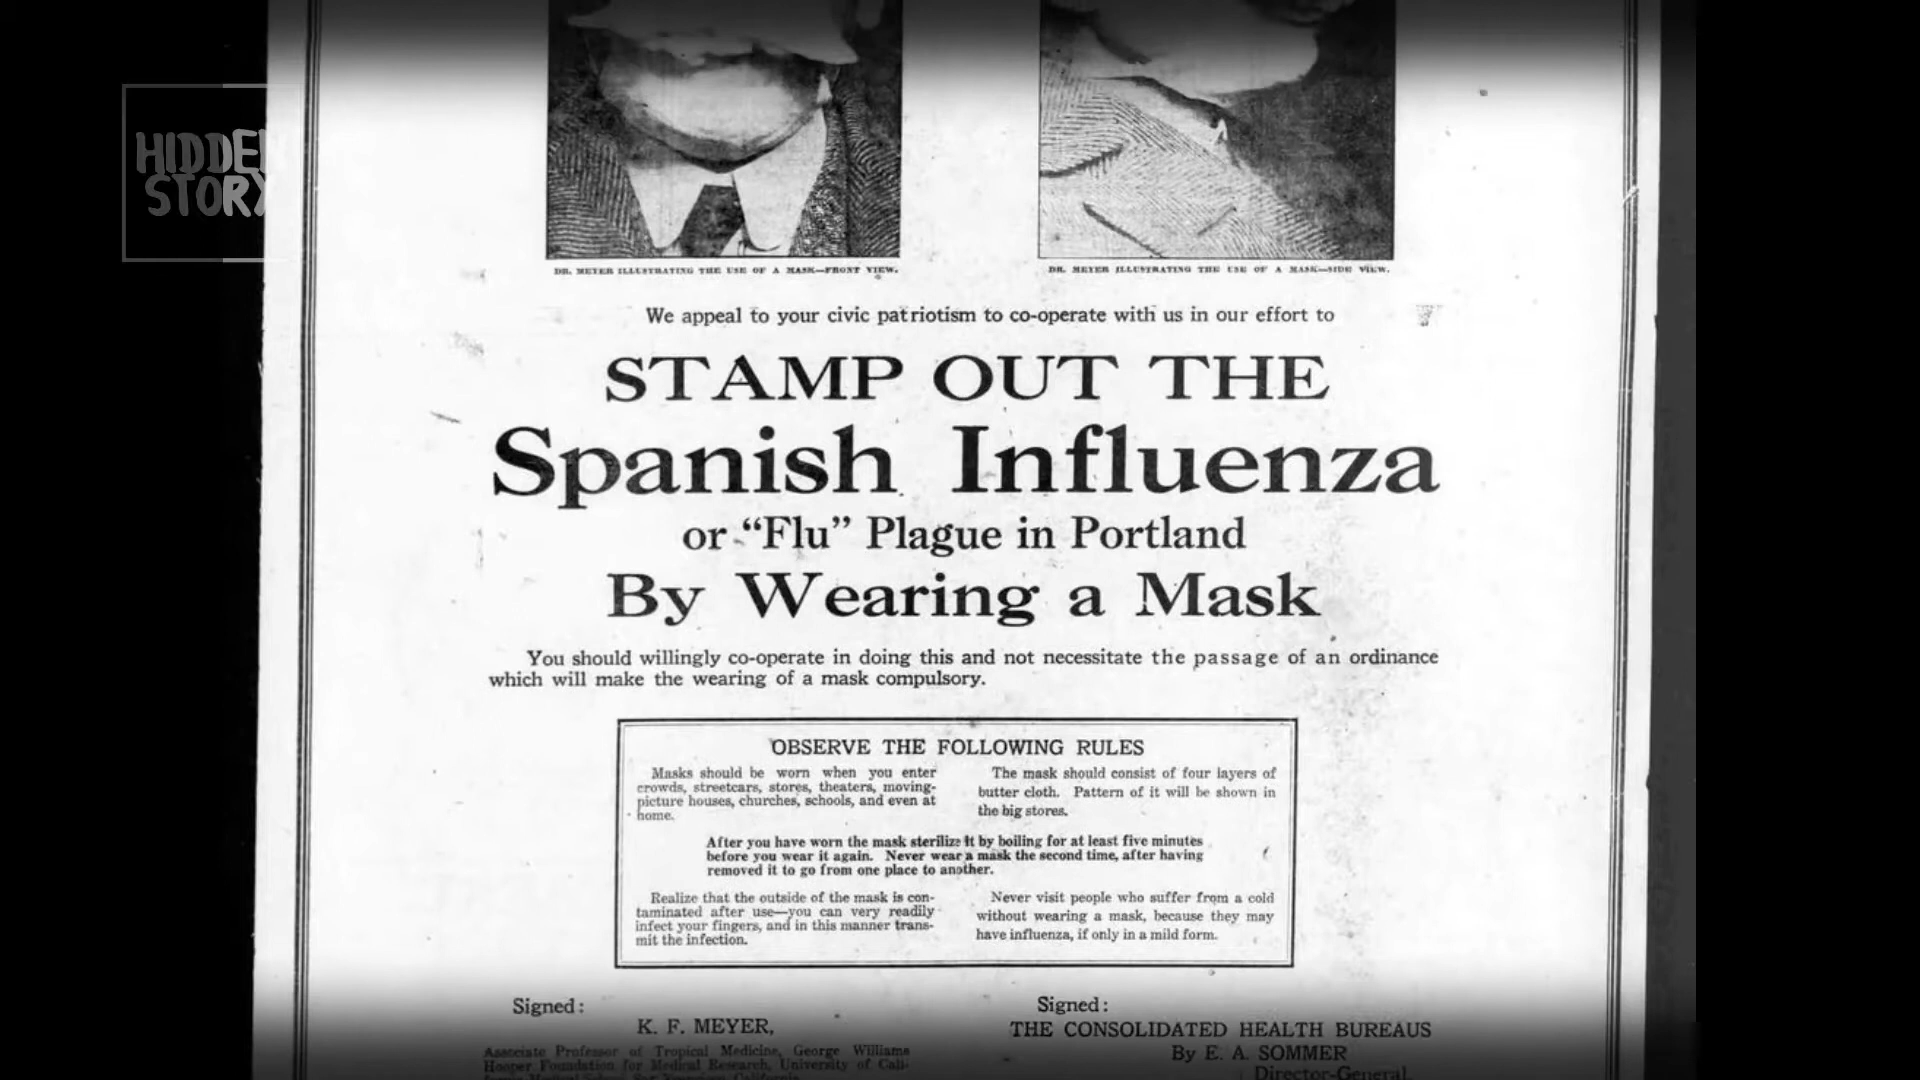 HIDDEN
STORY
DR. MEYER ILLUSTRATING THE USE OF A MASK—FRONT VIEW.
DR. MEYER ILLUSTRATING THE USE OF A MASK—SIDE VIEW.
We appeal to your civic patriotism to co-operate with us in our effort to
STAMP OUT THE
Spanish Influenza
or “Flu” Plague in Portland
By Wearing a Mask
You should willingly co-operate in doing this and not necessitate the passage of an ordinance
which will make the wearing of a mask compulsory.
OBSERVE THE FOLLOWING RULES
Masks should be worn when you enter
crowds, streetcars, stores, theaters, moving-
picture houses, churches, schools, and even at
home.
The mask should consist of four layers of
butter cloth. Pattern of it will be shown in
the big stores.
After you have worn the mask sterilize it by boiling for at least five minutes
before you wear it again. Never wear a mask the second time, after having
removed it to go from one place to another.
Realize that the outside of the mask is con-
taminated after use—you can very readily
infect your fingers, and in this manner trans-
mit the infection.
Never visit people who suffer from a cold
without wearing a mask, because they may
have influenza, if only in a mild form.
Signed:
K. F. MEYER,
Associate Professor of Tropical Medicine, George Williams
Hooper Foundation for Medical Research, University of Cali-
Signed:
THE CONSOLIDATED HEALTH BUREAUS
By E. A. SOMMER
Director-General.